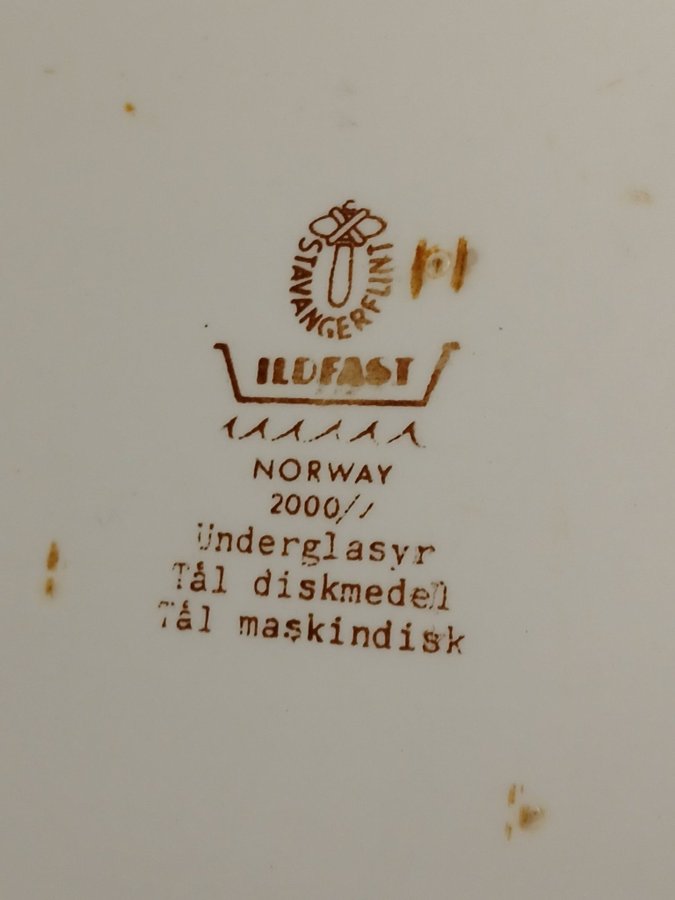 STAVANGERFLINT
ILDFAST
NORWAY
2000//
Underglasyr
Tål diskmedel
Tål maskindisk